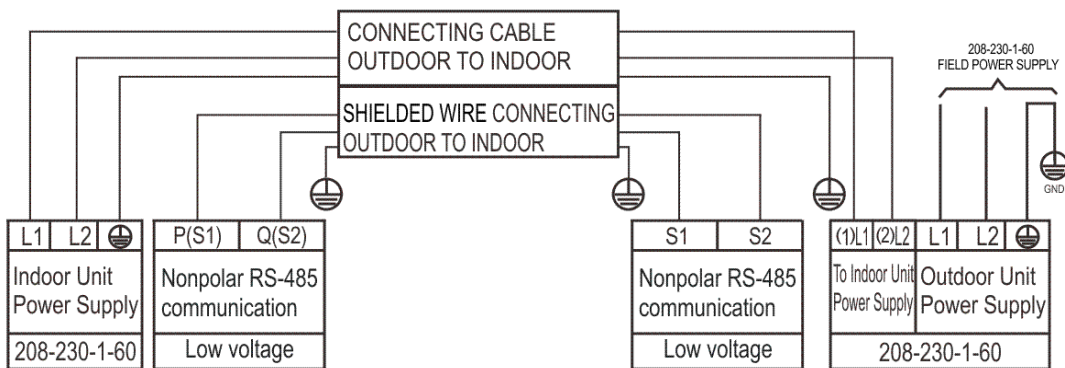 CONNECTING CABLE
OUTDOOR TO INDOOR
SHIELDED WIRE CONNECTING
OUTDOOR TO INDOOR
208-230-1-60
FIELD POWER SUPPLY
GND
L1 L2
Indoor Unit
Power Supply
208-230-1-60
P(S1) Q(S2)
Nonpolar RS-485
communication
Low voltage
S1 S2
Nonpolar RS-485
communication
Low voltage
(1)L1 (2)L2 L1 L2
To Indoor Unit
Power Supply
Outdoor Unit
Power Supply
208-230-1-60